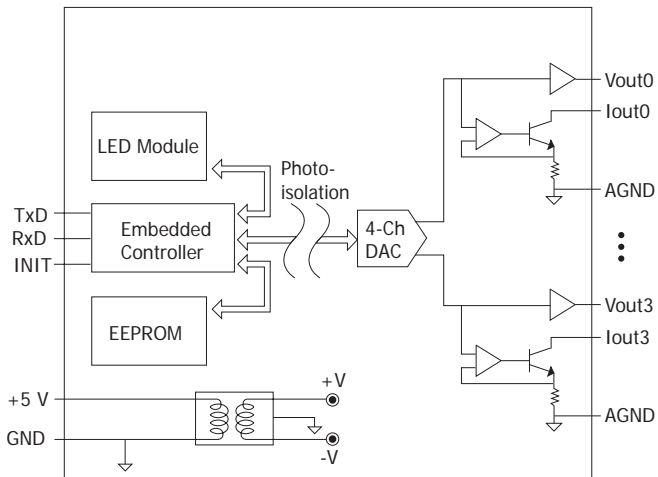 LED Module
Photo-
isolation
TxD
RxD
INIT
Embedded
Controller
4-Ch
DAC
EEPROM
+5 V
GND
+V
-V
Vout0
Iout0
AGND
Vout3
Iout3
AGND